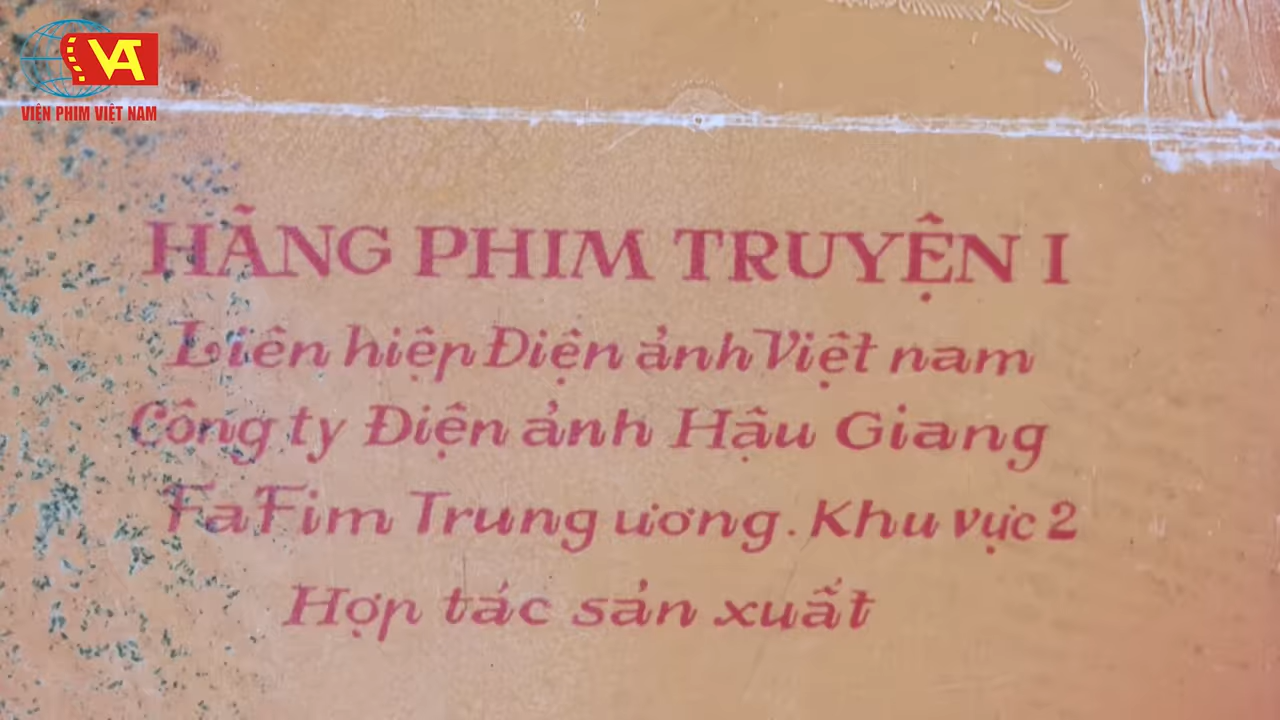 VFI
VIỆN PHIM VIỆT NAM
HÃNG PHIM TRUYỆN I
Liên hiệp Điện ảnh Việt nam
Công ty Điện ảnh Hậu Giang
FaFim Trung ương. Khu vực 2
Hợp tác sản xuất